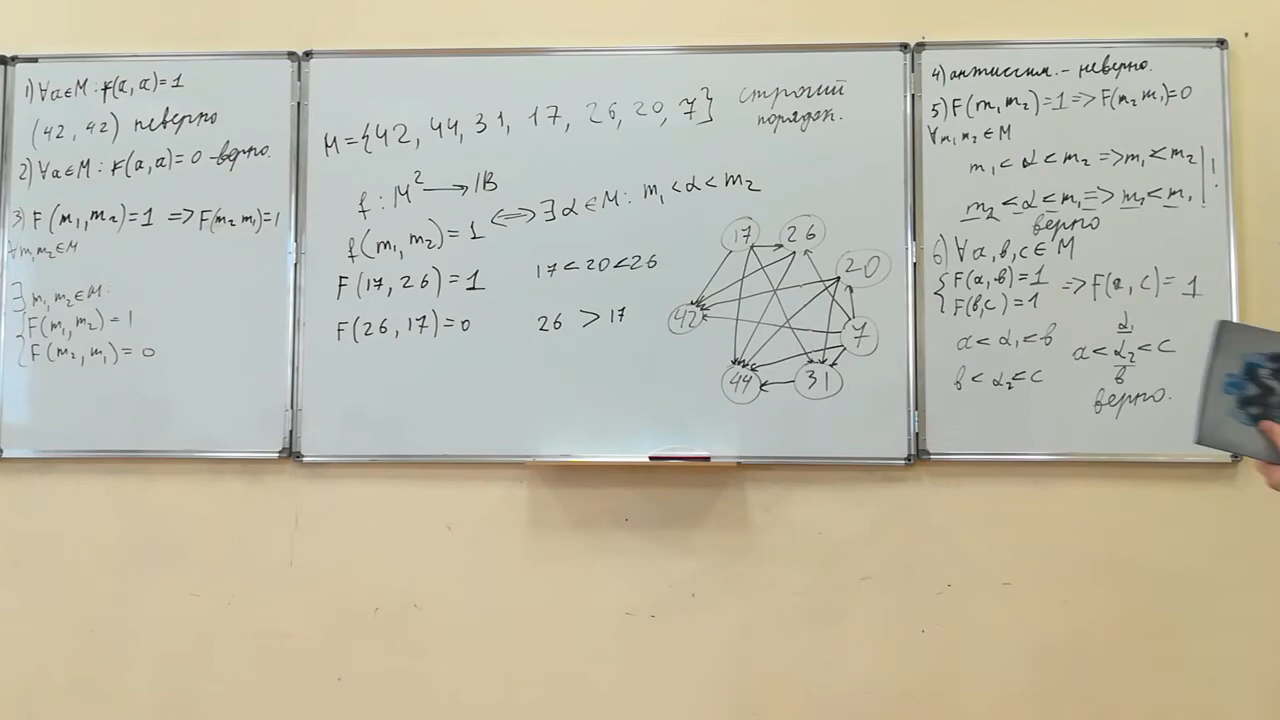 1) ∀a∈M: f(a, a)=1
(42, 42) неверно
2) ∀a∈M: F(a, a)=0 -верно.
3) F(m₁, m₂)=1 => F(m₂ m₁)=1
∀m₁m₂∈M
∃ m₁, m₂∈M:
{F(m₁, m₂) = 1
{F(m₂, m₁) = 0
M={42, 44, 31, 17, 26, 20, 7}
строгий
порядок.
f: M² → IB
f(m₁, m₂) = 1 <=> ∃ α∈M: m₁<α<m₂
F(17, 26) = 1 17<20<26
F(26, 17)=0 26 > 17
17 26
20
42
7
44 31
4) антисим. - неверно.
5) F(m₁, m₂)=1=>F(m₂ m₁)=0
∀m₁ m₂ ∈ M
m₁ < α < m₂ =>m₁<m₂
m₂ <α<m₁=> m₂<m₁ !
верно
6) ∀a, b, c∈ M
{F(a, b)=1
{F(b,c)=1 => F(a, c)= 1
a< α₁<b
b < α₂<c
α₁
a< α₂ < c
b
верно.